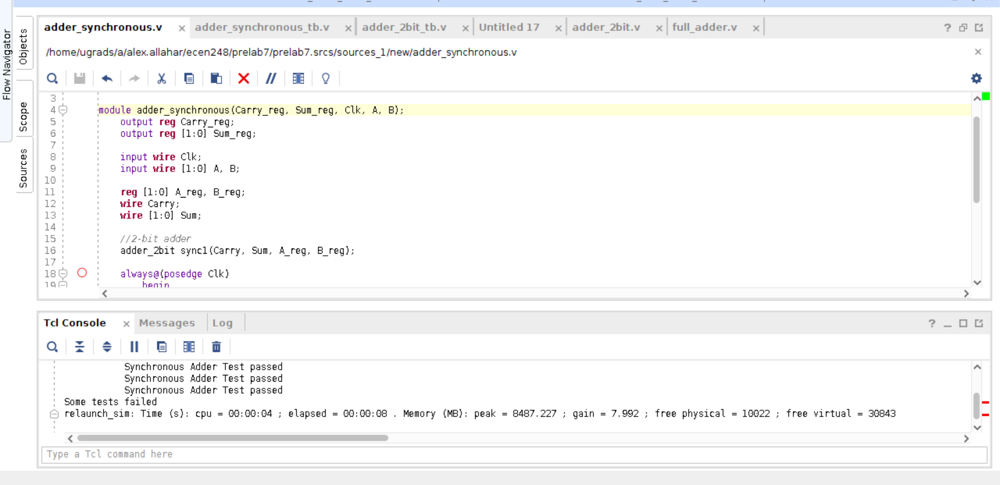 Flow Navigator
Objects
Scope
Sources
adder_synchronous.v
adder_synchronous_tb.v
adder_2bit_tb.v
Untitled 17
adder_2bit.v
full_adder.v
/home/ugrads/a/alex.allahar/ecen248/prelab7/prelab7.srcs/sources_1/new/adder_synchronous.v
3
4 module adder_synchronous(Carry_reg, Sum_reg, Clk, A, B);
5 output reg Carry_reg;
6 output reg [1:0] Sum_reg;
7
8 input wire Clk;
9 input wire [1:0] A, B;
10
11 reg [1:0] A_reg, B_reg;
12 wire Carry;
13 wire [1:0] Sum;
14
15 //2-bit adder
16 adder_2bit sync1(Carry, Sum, A_reg, B_reg);
17
18 always@(posedge Clk)
19 begin
Tcl Console
Messages
Log
Synchronous Adder Test passed
Synchronous Adder Test passed
Synchronous Adder Test passed
Some tests failed
relaunch_sim: Time (s): cpu = 00:00:04 ; elapsed = 00:00:08 . Memory (MB): peak = 8487.227 ; gain = 7.992 ; free physical = 10022 ; free virtual = 30843
Type a Tcl command here